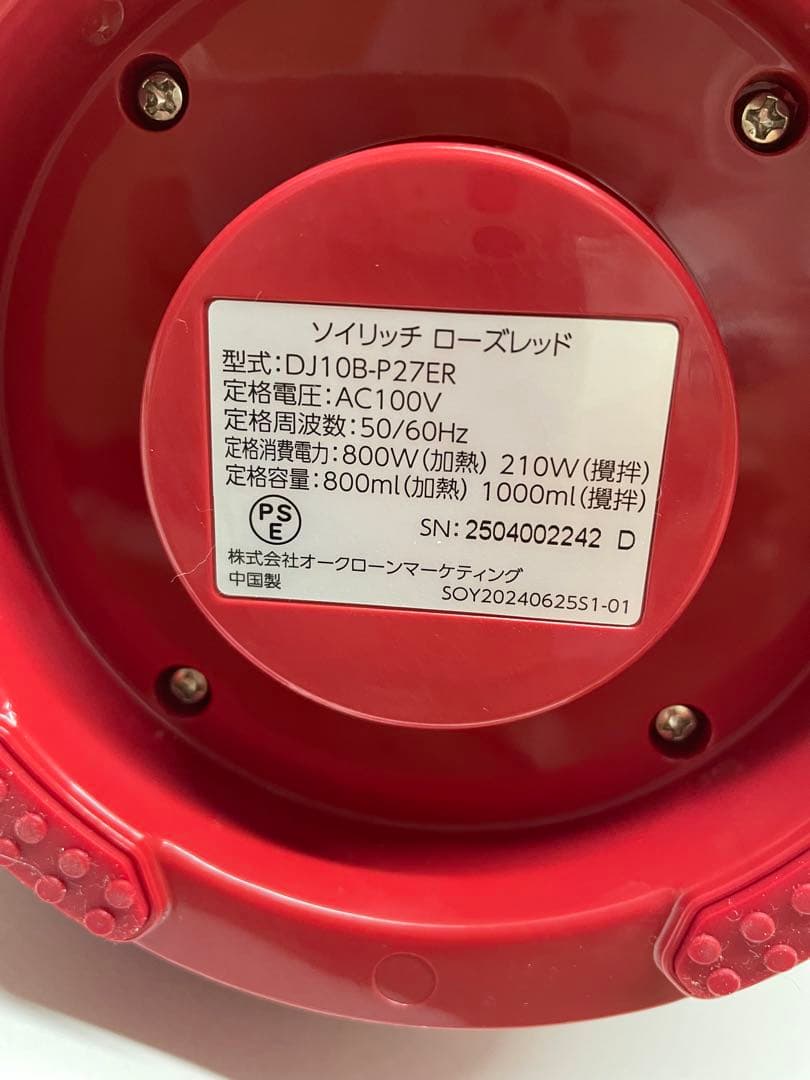 ソイリッチ ローズレッド
型式:DJ10B-P27ER
定格電圧:AC100V
定格周波数:50/60Hz
定格消費電力:800W(加熱) 210W(攪拌)
定格容量:800ml(加熱) 1000ml(攪拌)
PSE
SN: 2504002242 D
株式会社オークローンマーケティング
中国製
SOY20240625S1-01